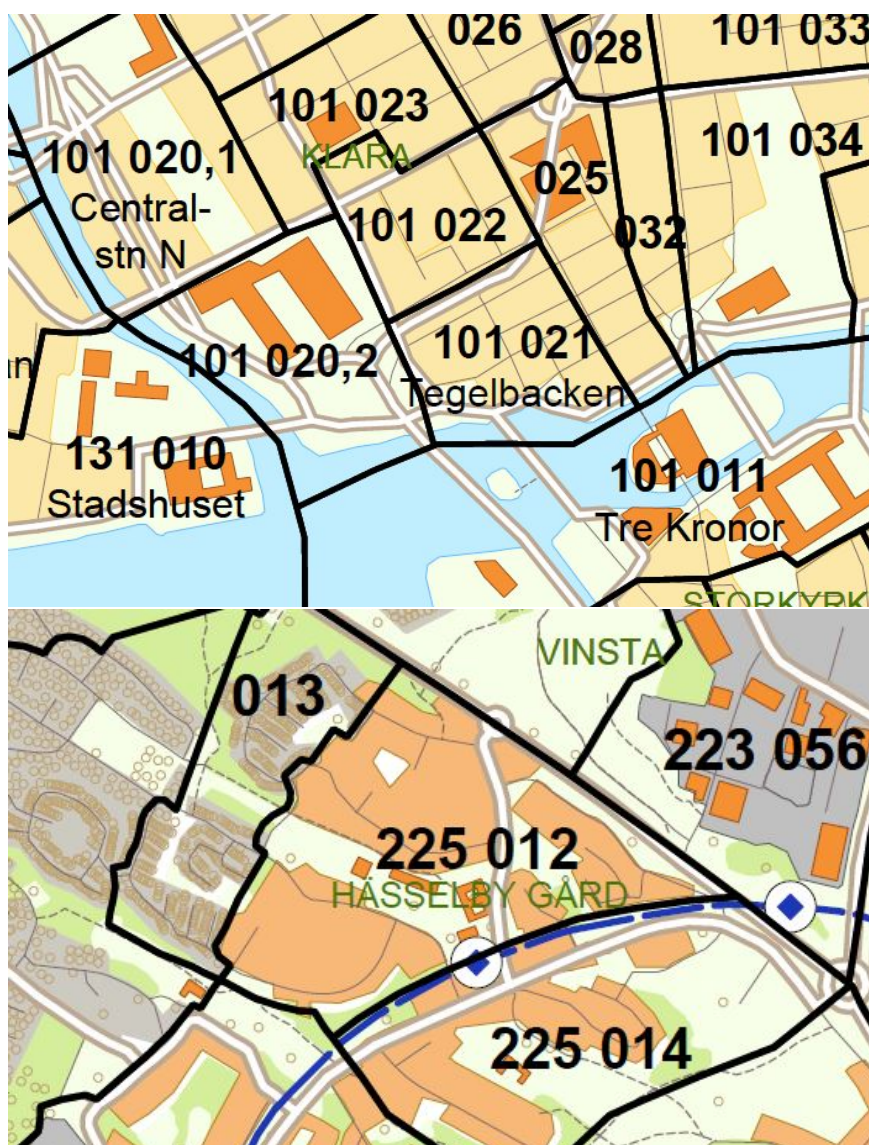 026
028
101 033
101 023
KLARA
101 020,1
Central-
stn N
101 022
025
032
101 034
101 020,2
101 021
Tegelbacken
131 010
Stadshuset
101 011
Tre Kronor
STORKYRK
013
VINSTA
223 056
225 012
HÄSSELBY GÅRD
225 014